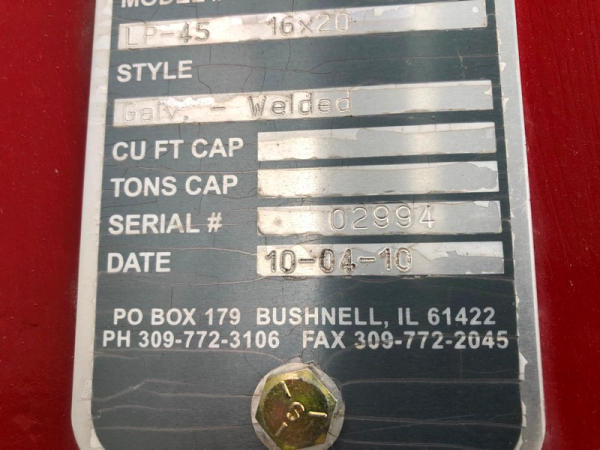 MODEL
LP-45 16x20
STYLE
Galv. - Welded
CU FT CAP
TONS CAP
SERIAL # 02994
DATE 10-04-10
PO BOX 179 BUSHNELL, IL 61422
PH 309-772-3106 FAX 309-772-2045